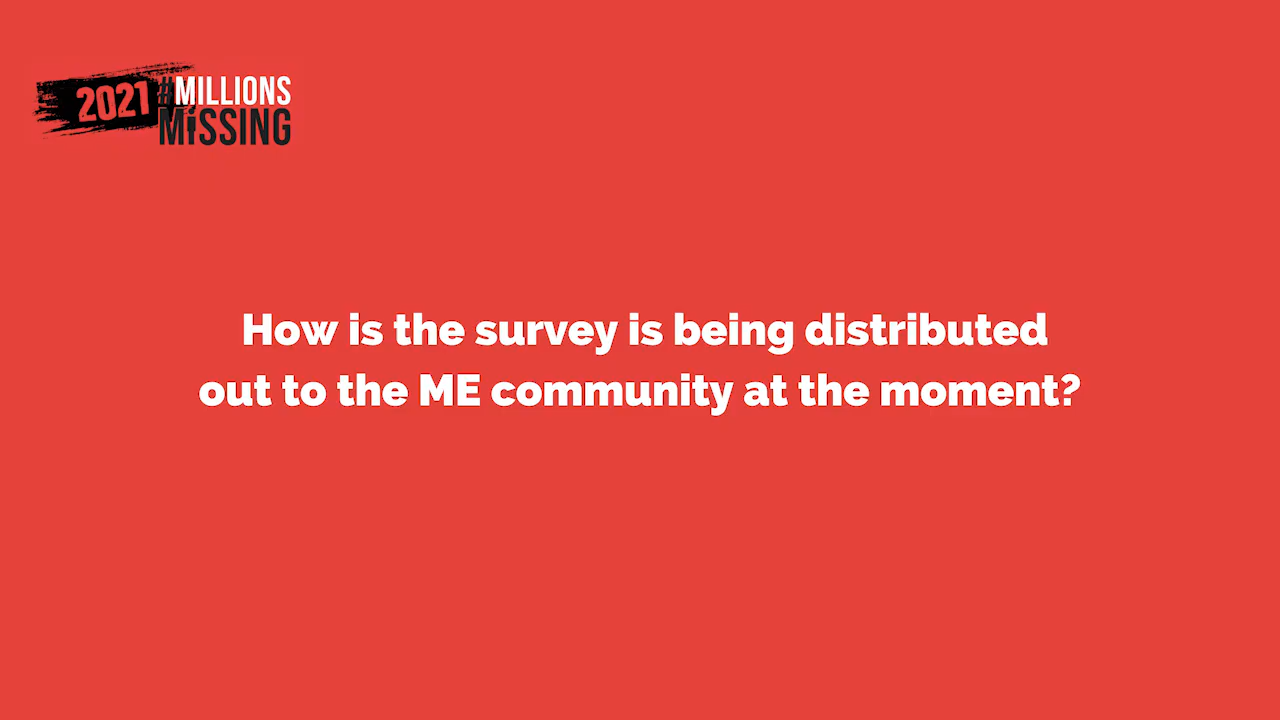 2021 #MILLIONS
MiSSING
How is the survey is being distributed
out to the ME community at the moment?